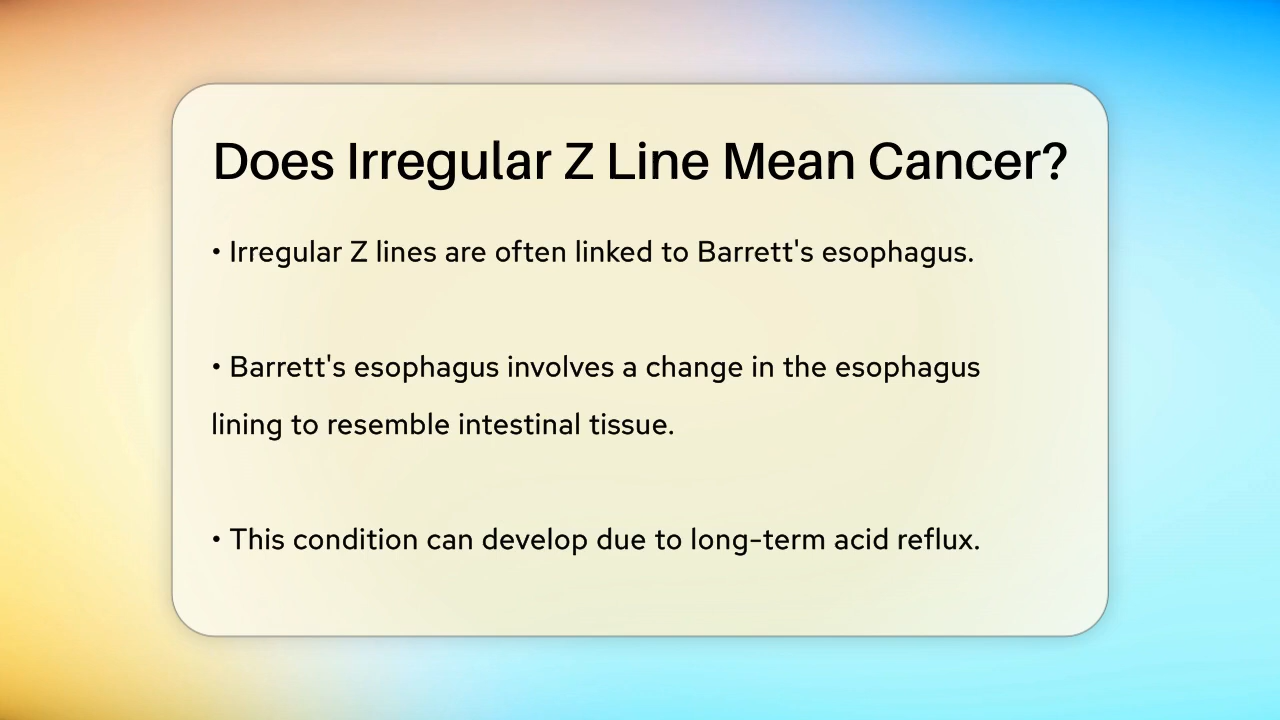 Does Irregular Z Line Mean Cancer?
• Irregular Z lines are often linked to Barrett's esophagus.
• Barrett's esophagus involves a change in the esophagus
lining to resemble intestinal tissue.
• This condition can develop due to long-term acid reflux.